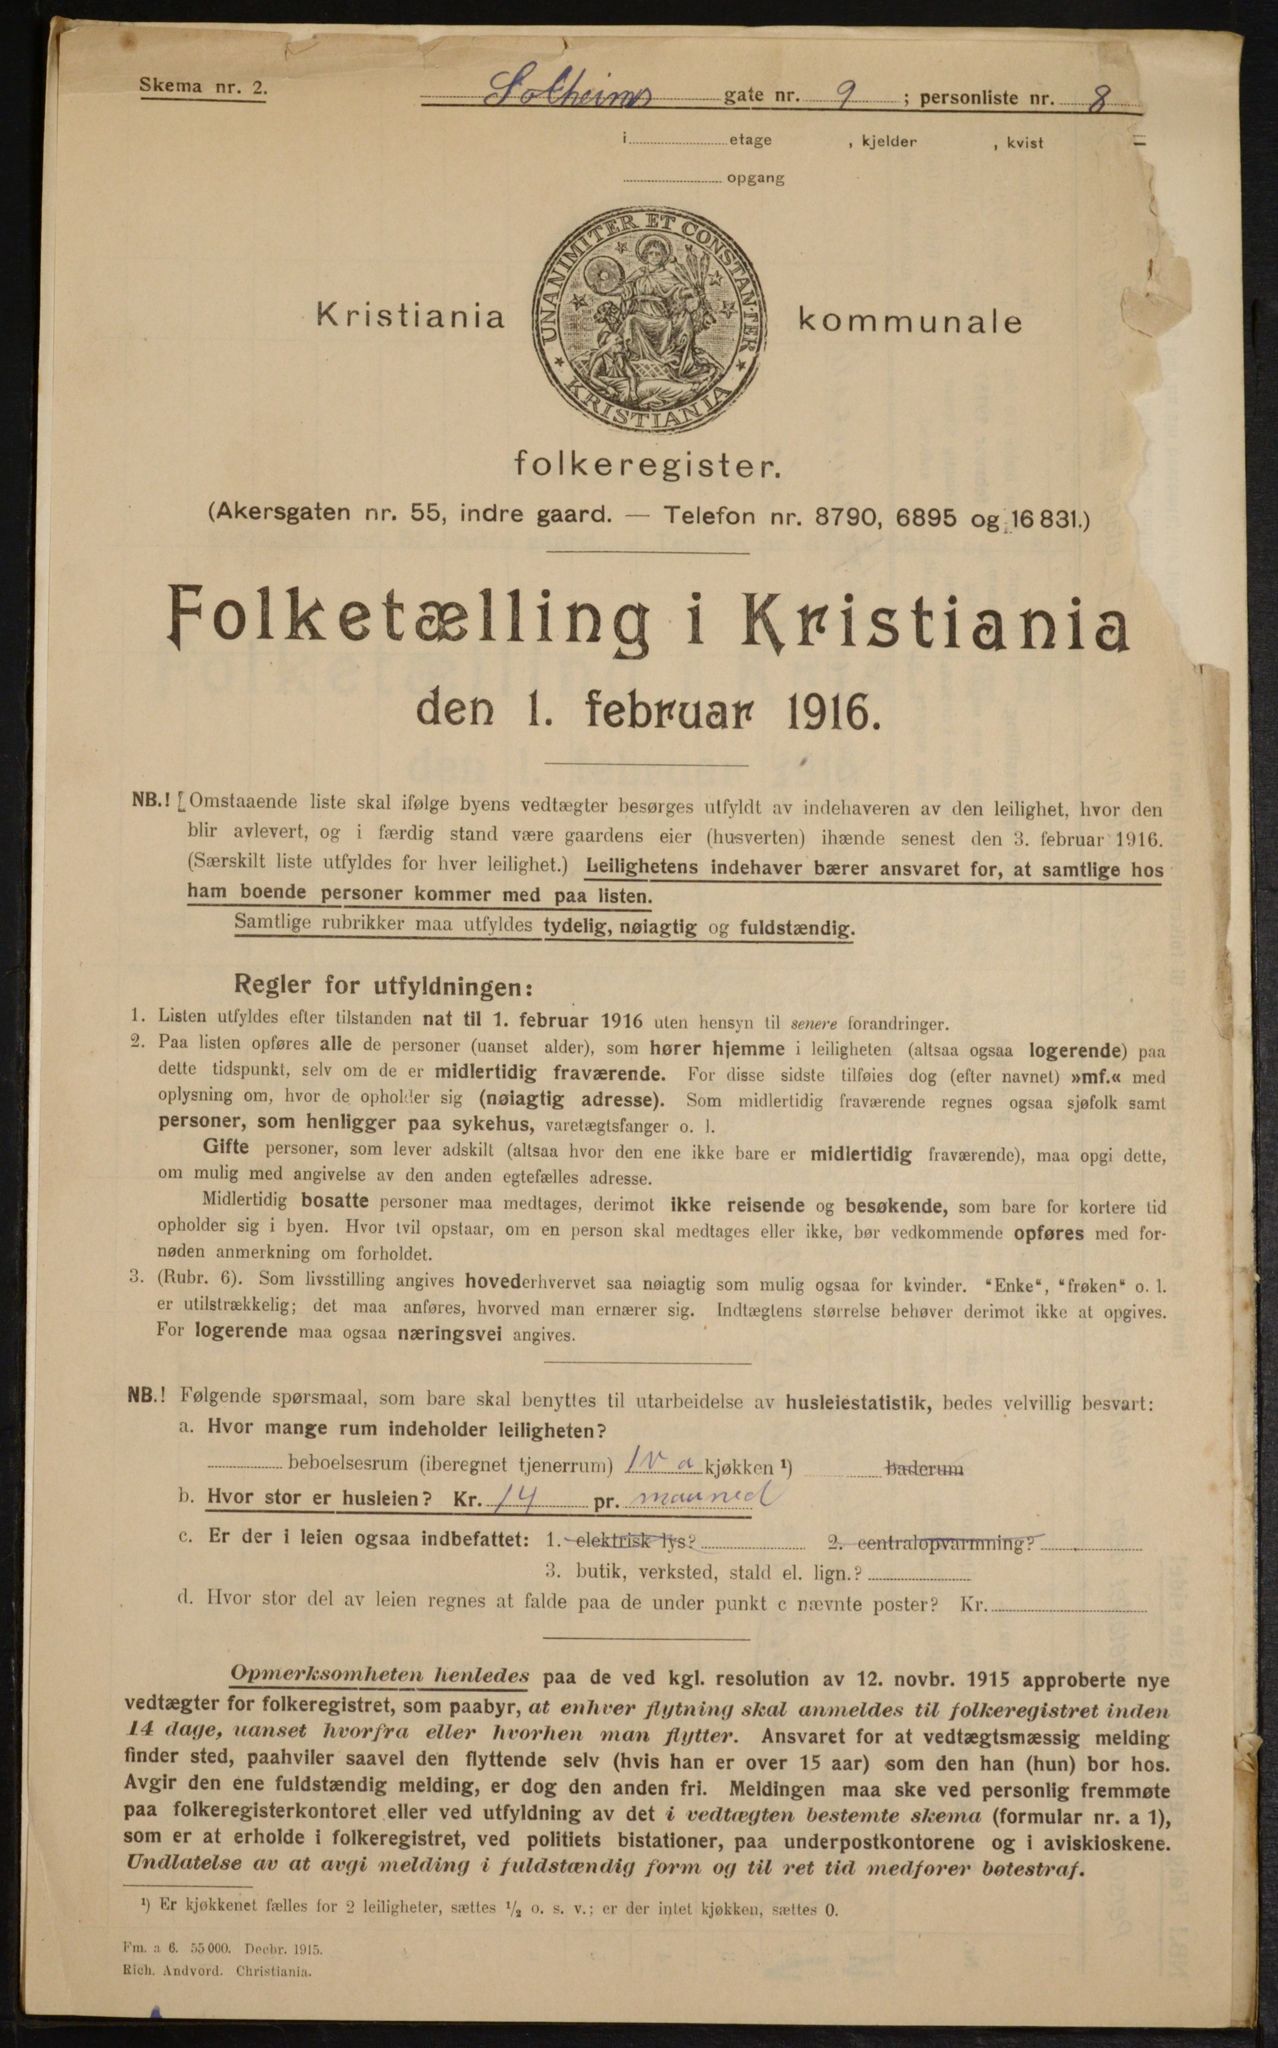 Skema nr. 2.
Solheims gate nr. 9 ; personliste nr. 8
i etage , kjelder , kvist
opgang
UNANIMITER ET CONSTANTER
KRISTIANIA
Kristiania kommunale
folkeregister.
(Akersgaten nr. 55, indre gaard. — Telefon nr. 8790, 6895 og 16 831.)
Folketælling i Kristiania
den 1. februar 1916.
NB.! Omstaaende liste skal ifølge byens vedtægter besørges utfyldt av indehaveren av den leilighet, hvor den
blir avlevert, og i færdig stand være gaardens eier (husverten) ihænde senest den 3. februar 1916.
(Særskilt liste utfyldes for hver leilighet.) Leilighetens indehaver bærer ansvaret for, at samtlige hos
ham boende personer kommer med paa listen.
Samtlige rubrikker maa utfyldes tydelig, nøiagtig og fuldstændig.
Regler for utfyldningen:
1. Listen utfyldes efter tilstanden nat til 1. februar 1916 uten hensyn til senere forandringer.
2. Paa listen opføres alle de personer (uanset alder), som hører hjemme i leiligheten (altsaa ogsaa logerende) paa
dette tidspunkt, selv om de er midlertidig fraværende. For disse sidste tilføies dog (efter navnet) »mf.« med
oplysning om, hvor de opholder sig (nøiagtig adresse). Som midlertidig fraværende regnes ogsaa sjøfolk samt
personer, som henligger paa sykehus, varetægtsfanger o. l.
Gifte personer, som lever adskilt (altsaa hvor den ene ikke bare er midlertidig fraværende), maa opgi dette,
om mulig med angivelse av den anden egtefælles adresse.
Midlertidig bosatte personer maa medtages, derimot ikke reisende og besøkende, som bare for kortere tid
opholder sig i byen. Hvor tvil opstaar, om en person skal medtages eller ikke, bør vedkommende opføres med for-
nøden anmerkning om forholdet.
3. (Rubr. 6). Som livsstilling angives hovederhvervet saa nøiagtig som mulig ogsaa for kvinder. "Enke", "frøken" o. l.
er utilstrækkelig; det maa anføres, hvorved man ernærer sig. Indtægtens størrelse behøver derimot ikke at opgives.
For logerende maa ogsaa næringsvei angives.
NB.! Følgende spørsmaal, som bare skal benyttes til utarbeidelse av husleiestatistik, bedes velvillig besvart:
a. Hvor mange rum indeholder leiligheten?
beboelsesrum (iberegnet tjenerrum) kjøkken ¹) baderum
b. Hvor stor er husleien? Kr. 14 pr. maaned
c. Er der i leien ogsaa indbefattet: 1. elektrisk lys? 2. centralopvarmning?
3. butik, verksted, stald el. lign.?
d. Hvor stor del av leien regnes at falde paa de under punkt c nævnte poster? Kr.
Opmerksomheten henledes paa de ved kgl. resolution av 12. novbr. 1915 approberte nye
vedtægter for folkeregistret, som paabyr, at enhver flytning skal anmeldes til folkeregistret inden
14 dage, uanset hvorfra eller hvorhen man flytter. Ansvaret for at vedtægtsmæssig melding
finder sted, paahviler saavel den flyttende selv (hvis han er over 15 aar) som den han (hun) bor hos.
Avgir den ene fuldstændig melding, er dog den anden fri. Meldingen maa ske ved personlig fremmøte
paa folkeregisterkontoret eller ved utfyldning av det i vedtægten bestemte skema (formular nr. a 1),
som er at erholde i folkeregistret, ved politiets bistationer, paa underpostkontorene og i aviskioskene.
Undlatelse av at avgi melding i fuldstændig form og til ret tid medfører bøtestraf.
¹) Er kjøkkenet fælles for 2 leiligheter, sættes ½ o. s. v.; er der intet kjøkken, sættes 0.
Fm. a 6. 55 000. Decbr. 1915.
Rich. Andvord. Christiania.